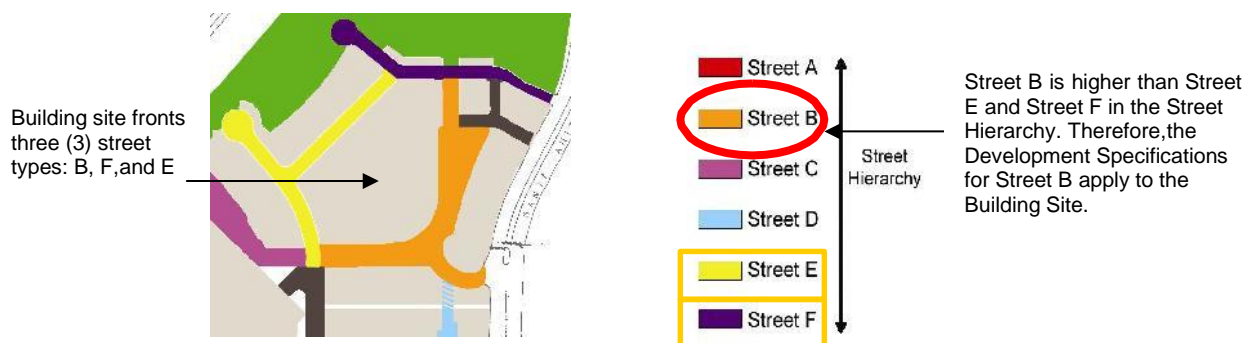 Building site fronts
three (3) street
types: B, F,and E
SANTA
Street A
Street B
Street C
Street D
Street E
Street F
Street
Hierarchy
Street B is higher than Street
E and Street F in the Street
Hierarchy. Therefore,the
Development Specifications
for Street B apply to the
Building Site.